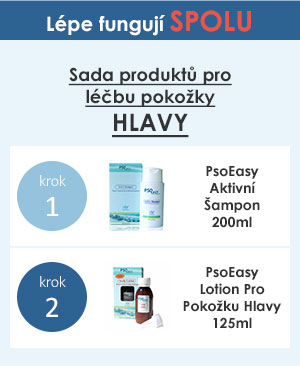 Lépe fungují SPOLU
Sada produktů pro
léčbu pokožky
HLAVY
krok
1
PsoEasy
Aktivní
Šampon
200ml
krok
2
PsoEasy
Lotion Pro
Pokožku Hlavy
125ml